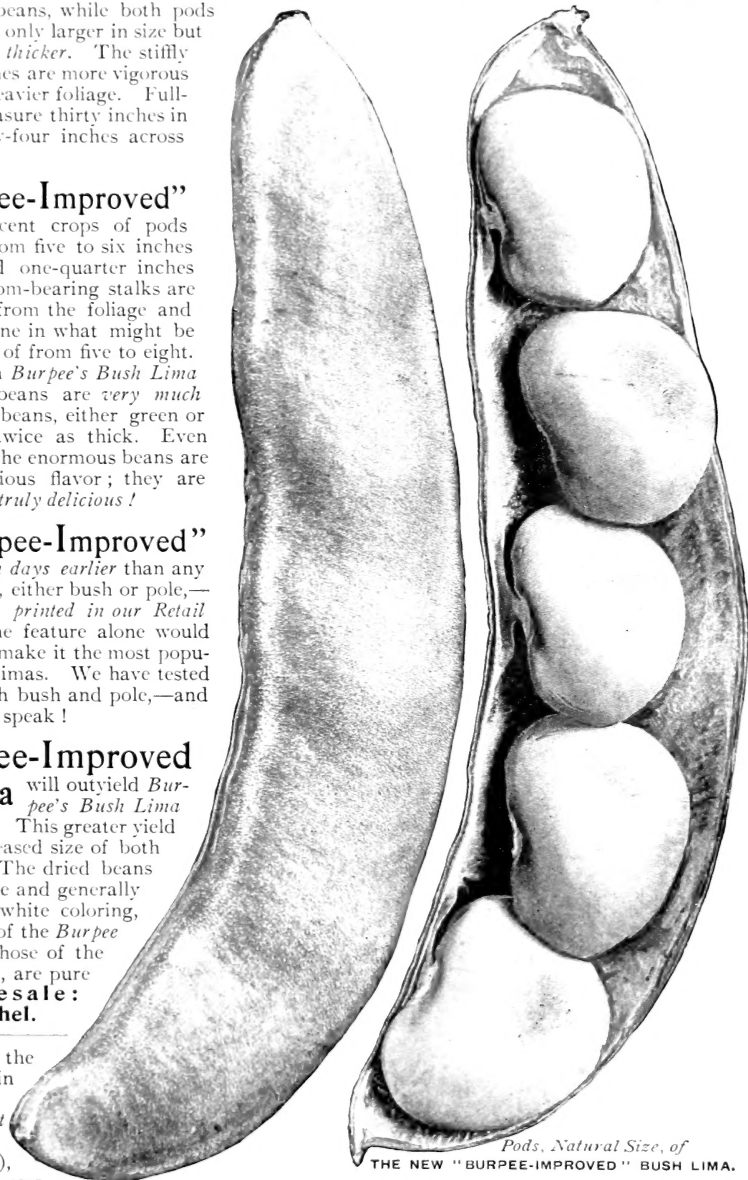 beans, while both pods
only larger in size but
thicker. The stiffly
are more vigorous
foliage. Full-
thirty inches in
-four inches across
ee-Improved"
crops of pods
om five to six inches
one-quarter inches
om-bearing stalks are
from the foliage and
ne in what might be
of from five to eight.
Burpee's Bush Lima
beans are very much
beans, either green or
twice as thick. Even
he enormous beans are
ious flavor; they are
truly delicious!
pee-Improved"
days earlier than any
, either bush or pole,—
printed in our Retail
feature alone would
make it the most popu-
imas. We have tested
h bush and pole,—and
speak!
ee-Improved
a will outyield Bur-
pee's Bush Lima
This greater yield
ased size of both
The dried beans
e and generally
white coloring,
of the Burpee
hose of the
, are pure
esale:
hel.
the
in
t
),
Pods, Natural Size, of
THE NEW "BURPEE-IMPROVED" BUSH LIMA.